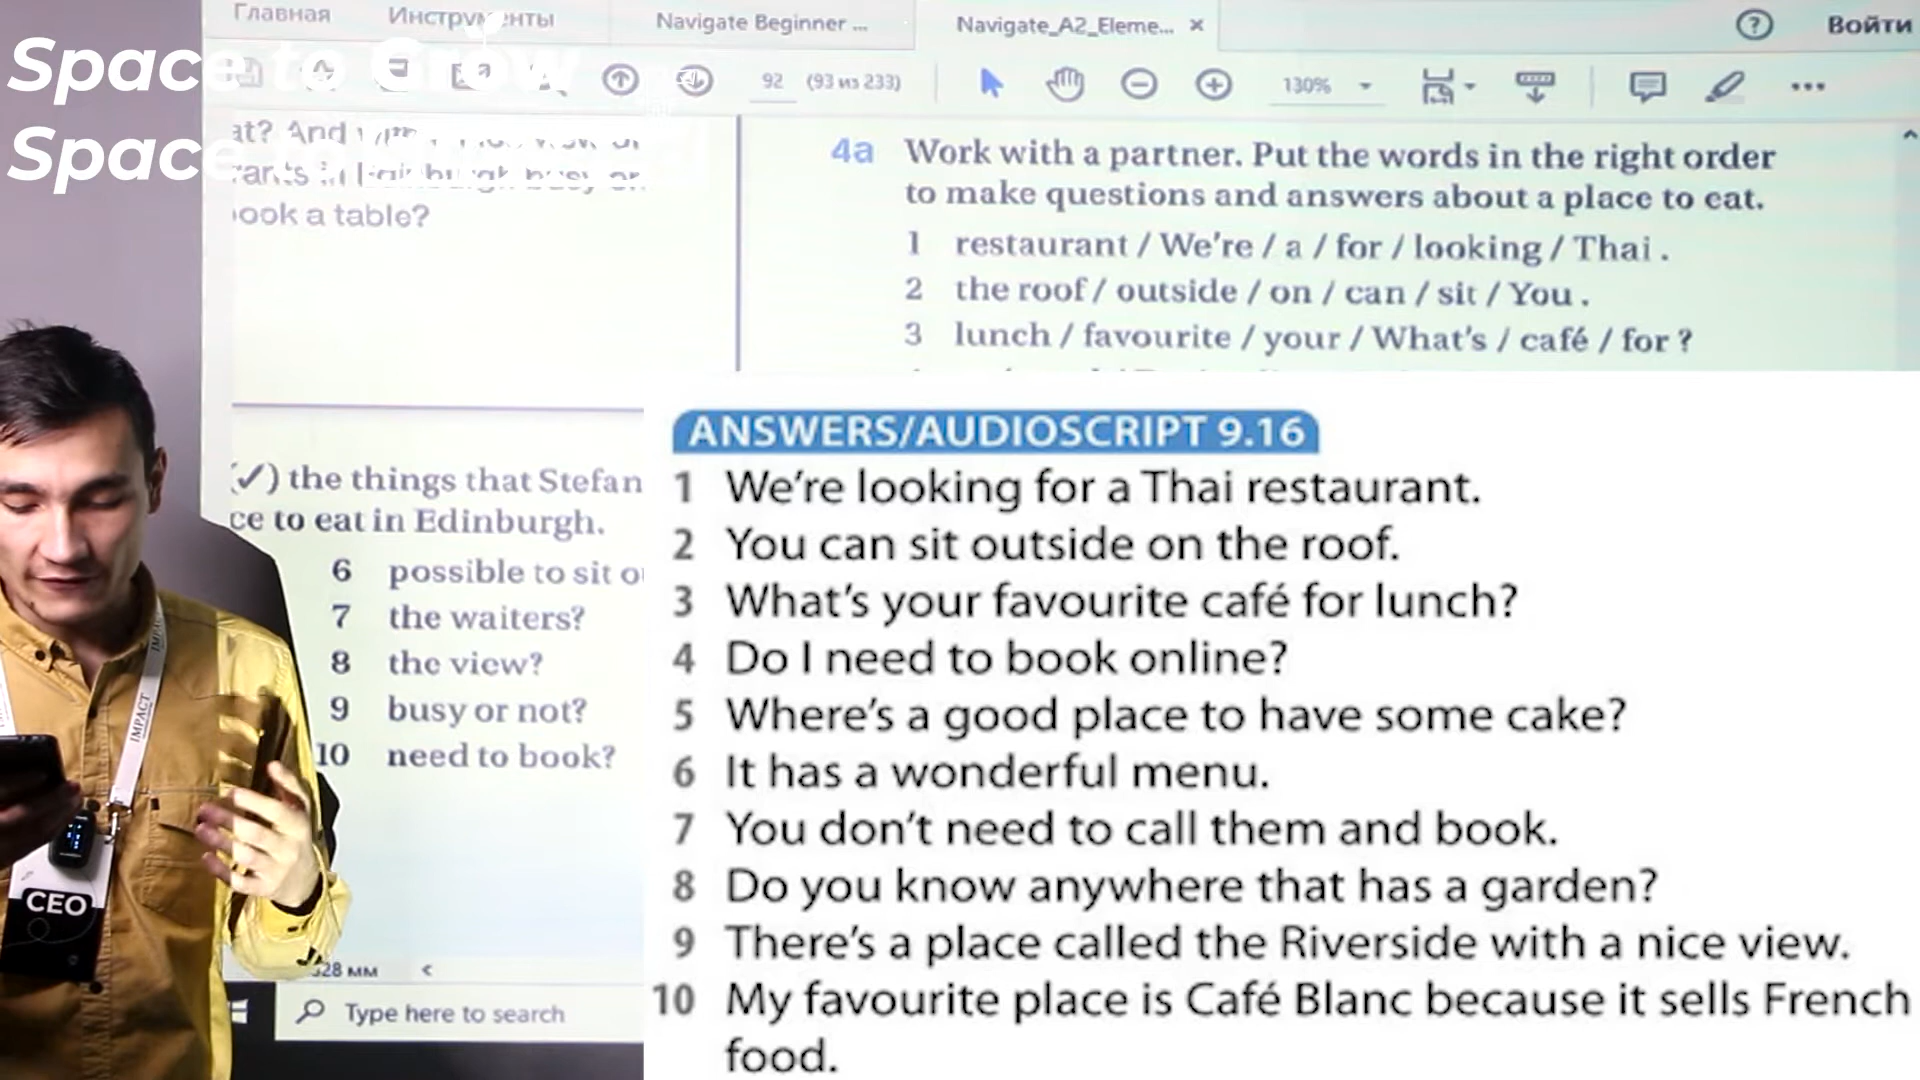 Главная Инструменты Navigate Beginner ... Navigate_A2_Eleme... × ? Войти
Space to Grow
92 (93 из 233) 130%
Space to
at? And
ook a table?
4a Work with a partner. Put the words in the right order
to make questions and answers about a place to eat.
1 restaurant / We're / a / for / looking / Thai .
2 the roof / outside / on / can / sit / You .
3 lunch / favourite / your / What's / café / for ?
(✓) the things that Stefan
ce to eat in Edinburgh.
6 possible to sit o
7 the waiters?
8 the view?
9 busy or not?
10 need to book?
ANSWERS/AUDIOSCRIPT 9.16
1 We're looking for a Thai restaurant.
2 You can sit outside on the roof.
3 What's your favourite café for lunch?
4 Do I need to book online?
5 Where's a good place to have some cake?
6 It has a wonderful menu.
7 You don't need to call them and book.
8 Do you know anywhere that has a garden?
9 There's a place called the Riverside with a nice view.
10 My favourite place is Café Blanc because it sells French
food.
IMPACT
CEO
28 мм
Type here to search